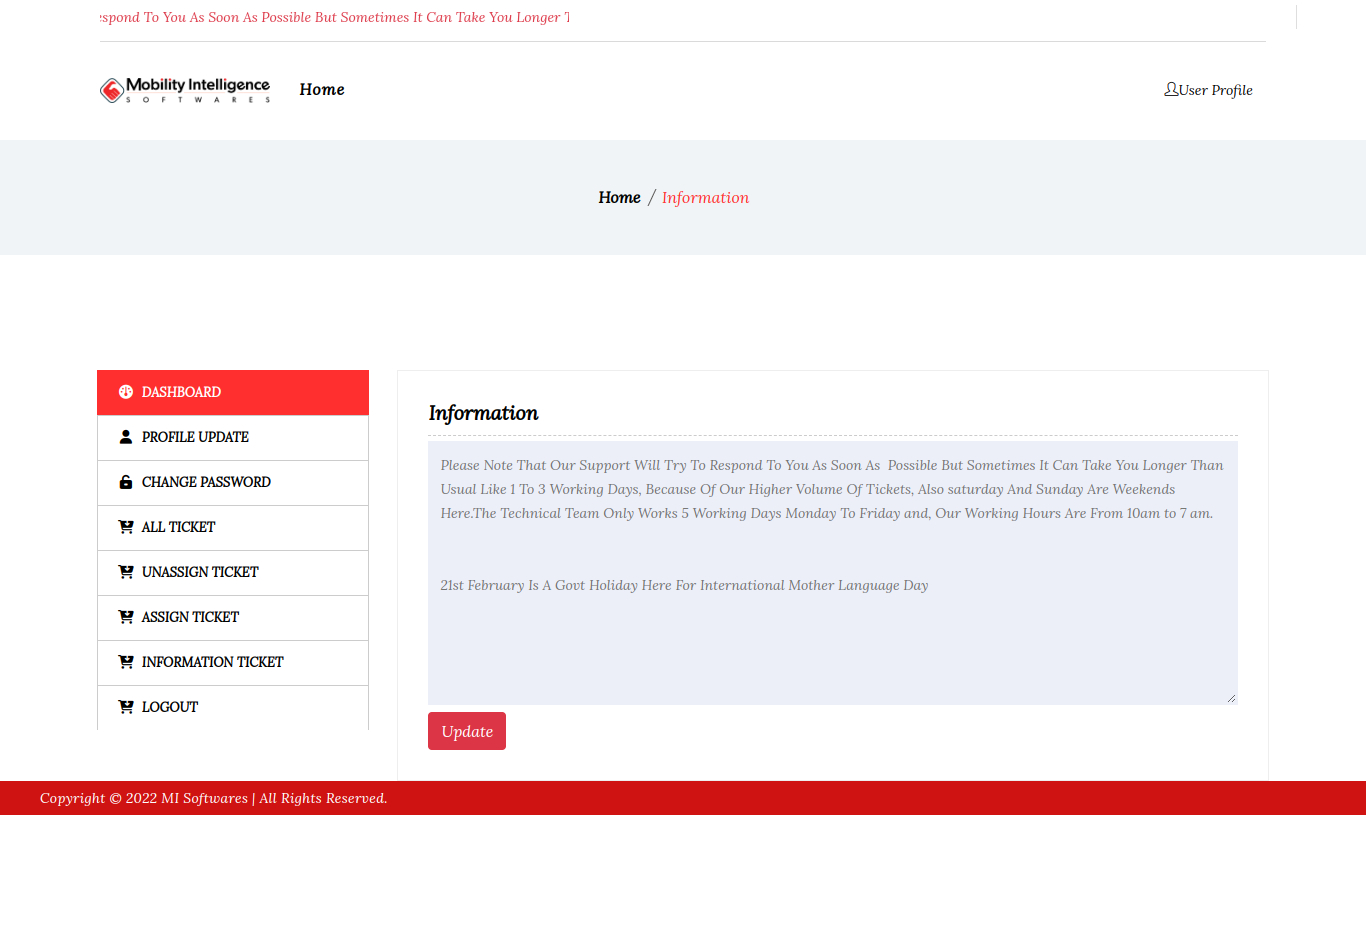 spond To You As Soon As Possible But Sometimes It Can Take You Longer
Mobility Intelligence
SOFTWARES
Home
User Profile
Home / Information
DASHBOARD
PROFILE UPDATE
CHANGE PASSWORD
ALL TICKET
UNASSIGN TICKET
ASSIGN TICKET
INFORMATION TICKET
LOGOUT
Information
Please Note That Our Support Will Try To Respond To You As Soon As  Possible But Sometimes It Can Take You Longer Than
Usual Like 1 To 3 Working Days, Because Of Our Higher Volume Of Tickets, Also saturday And Sunday Are Weekends
Here.The Technical Team Only Works 5 Working Days Monday To Friday and, Our Working Hours Are From 10am to 7 am.
21st February Is A Govt Holiday Here For International Mother Language Day
Update
Copyright © 2022 MI Softwares | All Rights Reserved.